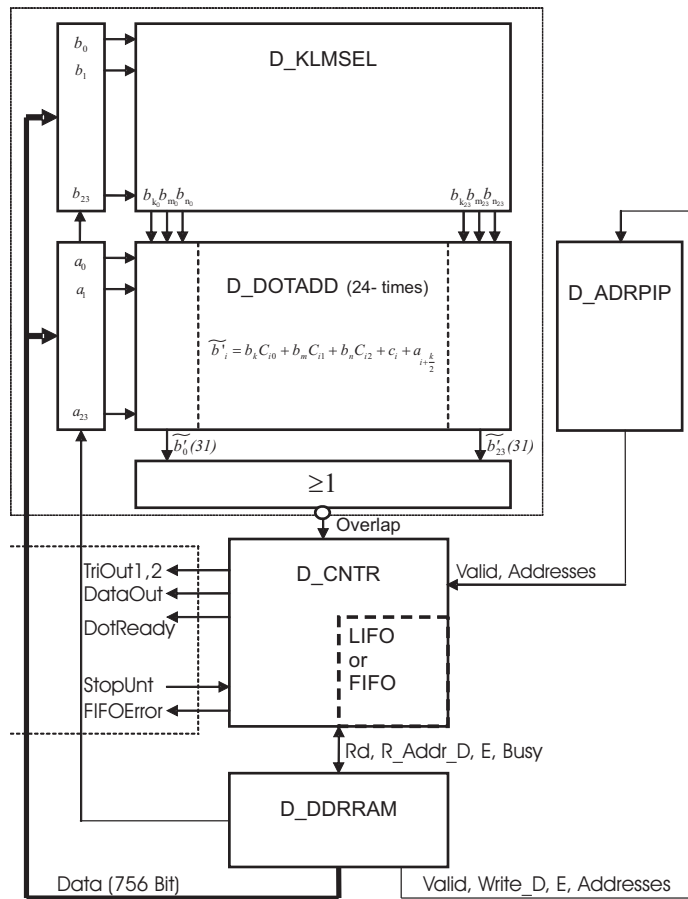 b₀
b₁
b₂₃
D_KLMSEL
bₖ₀ bₘ₀ bₙ₀
bₖ₂₃ bₘ₂₃ bₙ₂₃
a₀
a₁
a₂₃
D_DOTADD (24- times)
b̃'ᵢ = bₖCᵢ₀ + bₘCᵢ₁ + bₙCᵢ₂ + cᵢ + a_{i+k/2}
b̃'₀(31)
b̃'₂₃(31)
≥1
Overlap
D_ADRPIP
TriOut1,2
DataOut
DotReady
StopUnt
FIFOError
D_CNTR
LIFO
or
FIFO
Valid, Addresses
Rd, R_Addr_D, E, Busy
D_DDRRAM
Data (756 Bit)
Valid, Write_D, E, Addresses